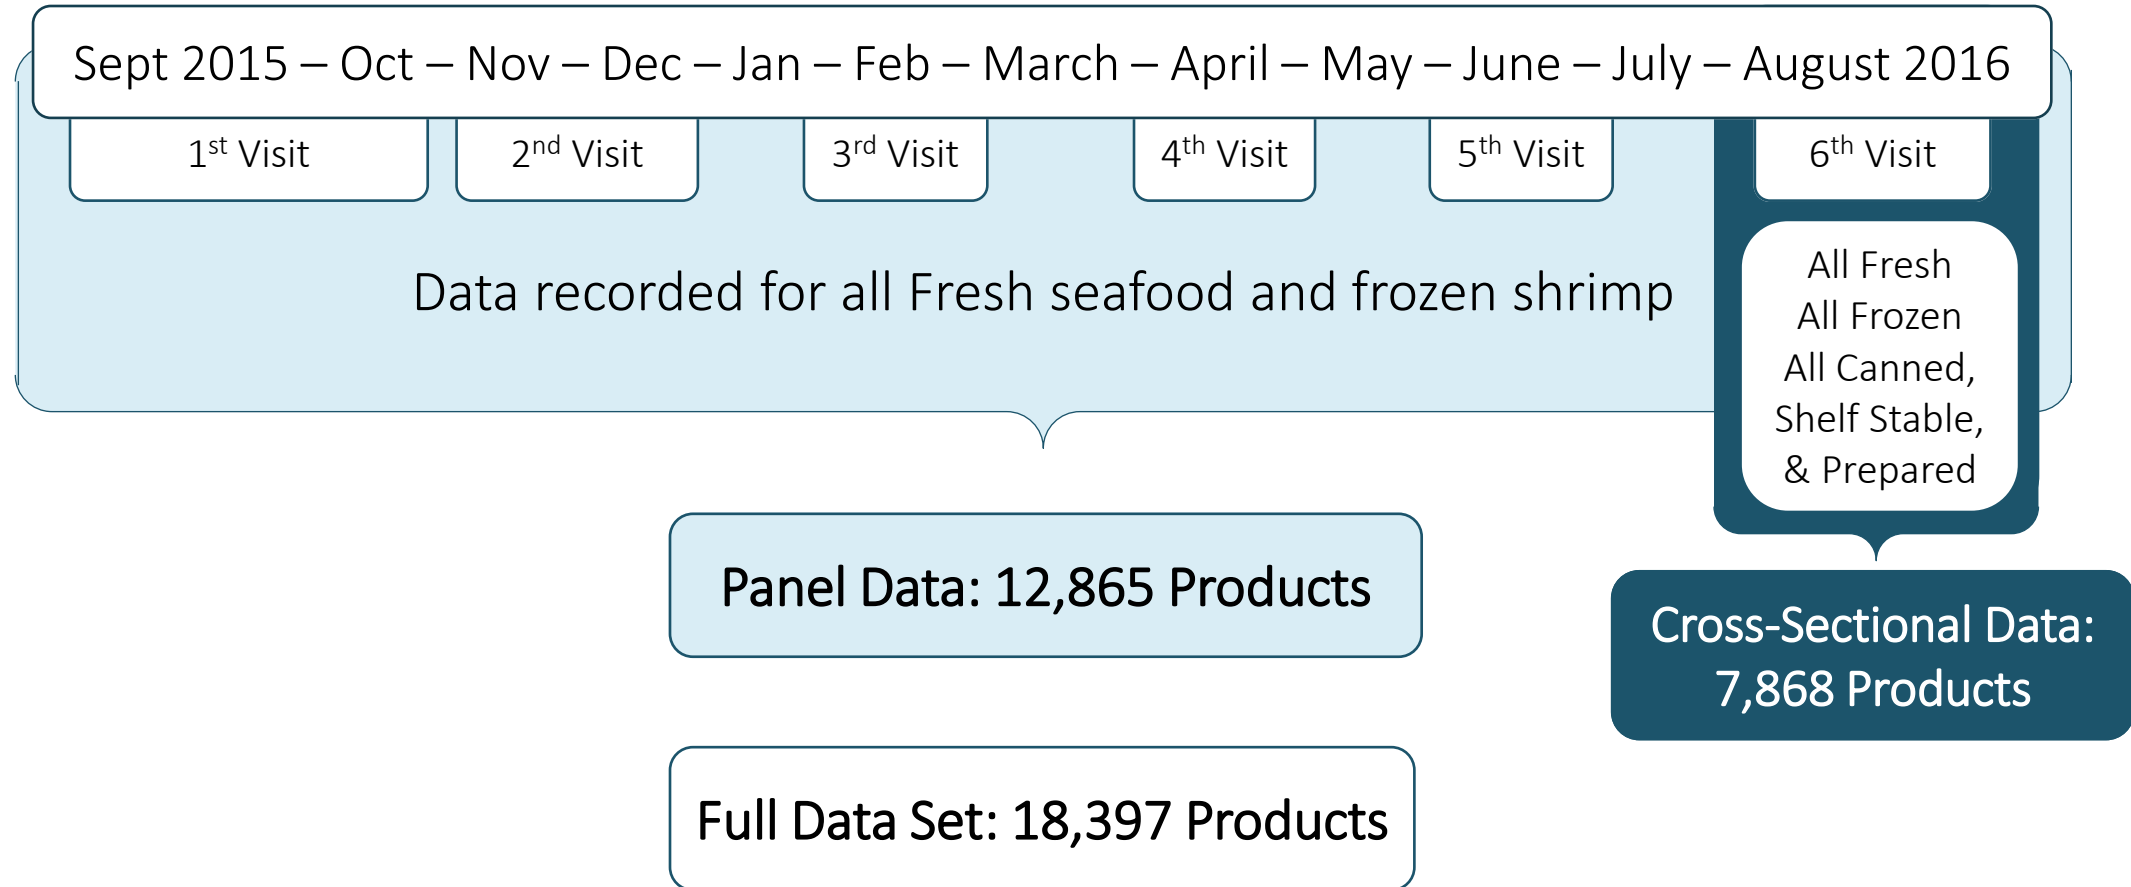 Sept 2015 – Oct – Nov – Dec – Jan – Feb – March – April – May – June – July – August 2016
1st Visit
2nd Visit
3rd Visit
4th Visit
5th Visit
6th Visit
Data recorded for all Fresh seafood and frozen shrimp
All Fresh
All Frozen
All Canned,
Shelf Stable,
& Prepared
Panel Data: 12,865 Products
Cross-Sectional Data:
7,868 Products
Full Data Set: 18,397 Products